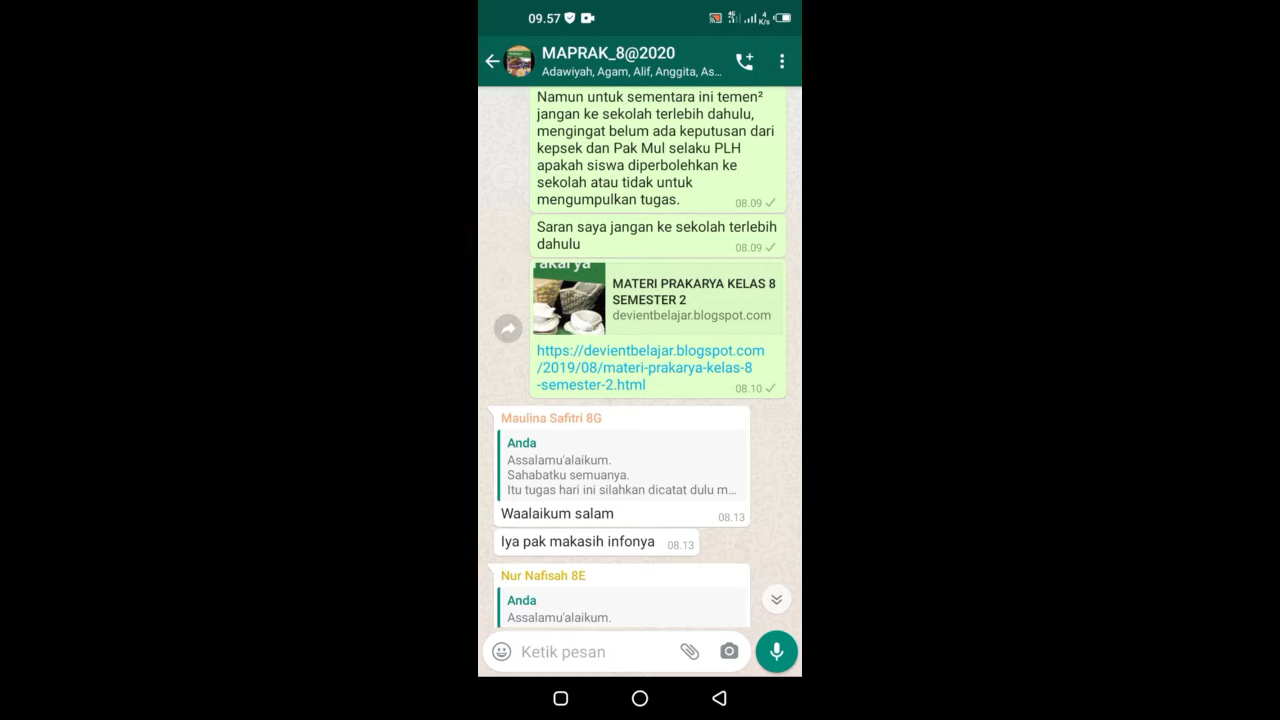 09.57
4G
4
K/s
MAPRAK_8@2020
Adawiyah, Agam, Alif, Anggita, As...
Namun untuk sementara ini temen²
jangan ke sekolah terlebih dahulu,
mengingat belum ada keputusan dari
kepsek dan Pak Mul selaku PLH
apakah siswa diperbolehkan ke
sekolah atau tidak untuk
mengumpulkan tugas.
08.09
Saran saya jangan ke sekolah terlebih
dahulu
08.09
MATERI PRAKARYA KELAS 8
SEMESTER 2
devientbelajar.blogspot.com
https://devientbelajar.blogspot.com
/2019/08/materi-prakarya-kelas-8
-semester-2.html
08.10
Maulina Safitri 8G
Anda
Assalamu'alaikum.
Sahabatku semuanya.
Itu tugas hari ini silahkan dicatat dulu m...
Waalaikum salam
08.13
Iya pak makasih infonya
08.13
Nur Nafisah 8E
Anda
Assalamu'alaikum.
Ketik pesan